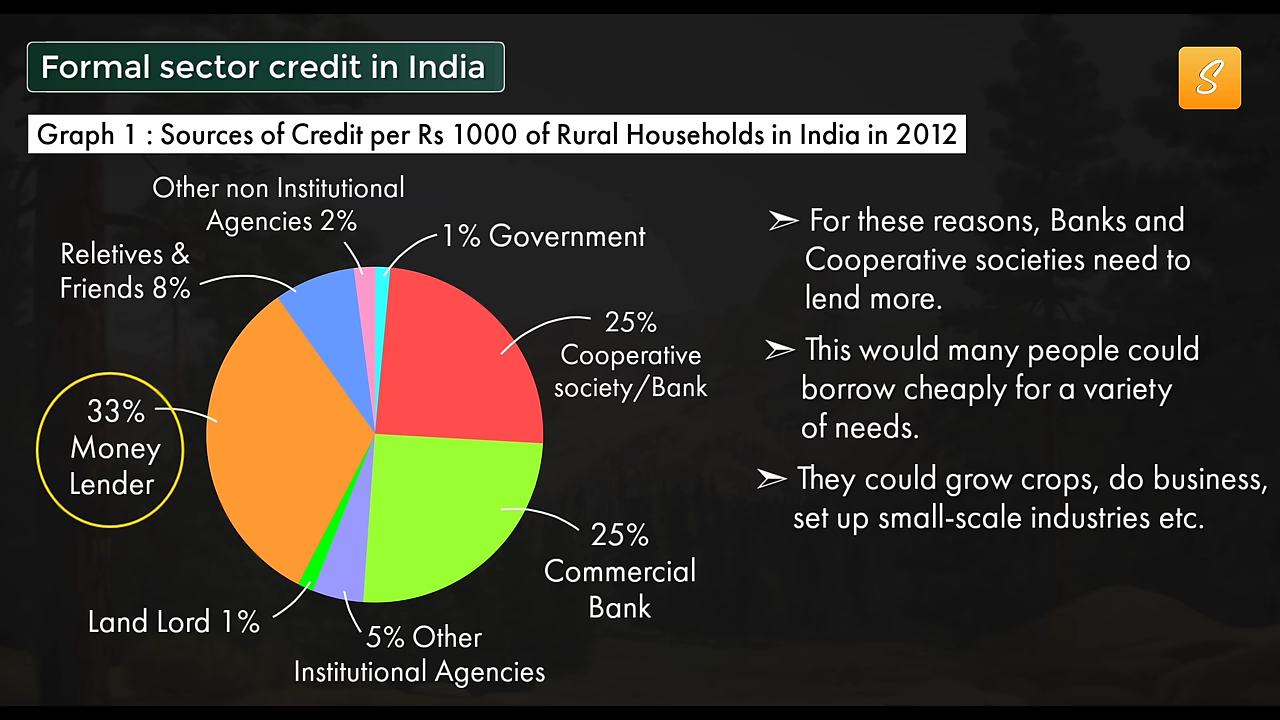 Formal sector credit in India
S
Graph 1 : Sources of Credit per Rs 1000 of Rural Households in India in 2012
Other non Institutional
Agencies 2%
1% Government
Reletives &
Friends 8%
25%
Cooperative
society/Bank
33%
Money
Lender
25%
Commercial
Bank
Land Lord 1%
5% Other
Institutional Agencies
➢ For these reasons, Banks and
Cooperative societies need to
lend more.
➢ This would many people could
borrow cheaply for a variety
of needs.
➢ They could grow crops, do business,
set up small-scale industries etc.